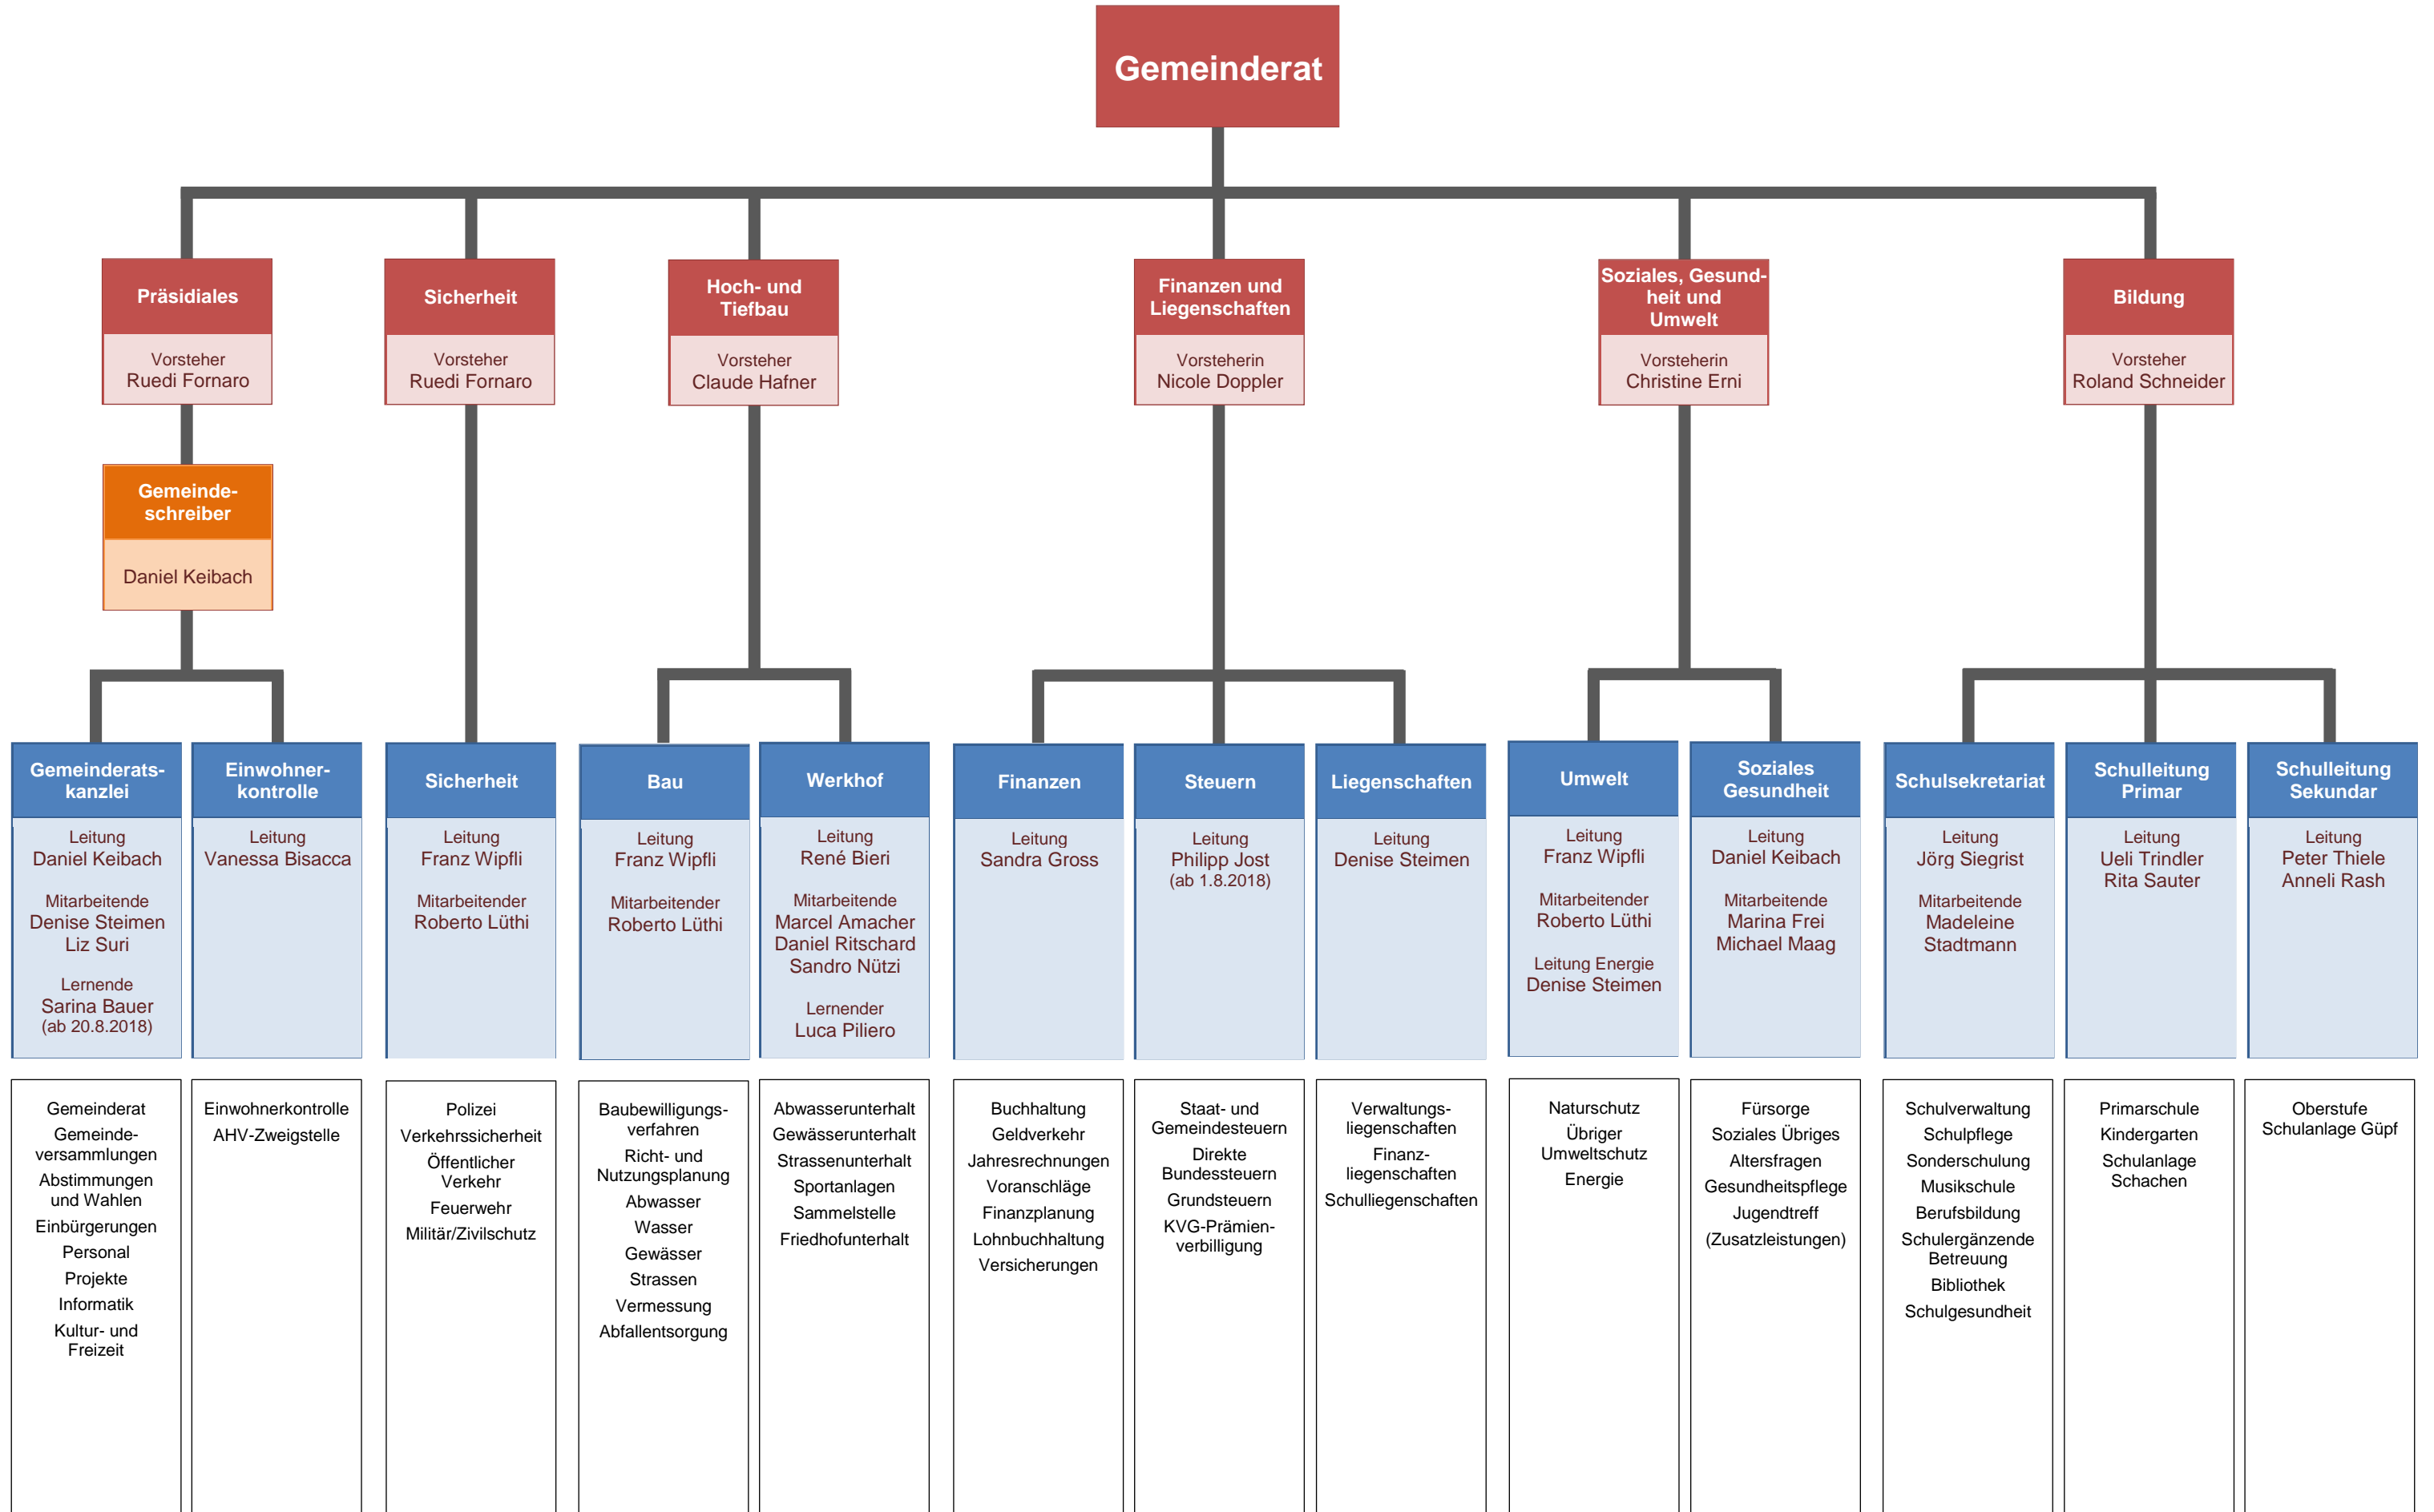 Gemeinderat
Präsidiales
Vorsteher
Ruedi Fornaro
Sicherheit
Vorsteher
Ruedi Fornaro
Hoch- und
Tiefbau
Vorsteher
Claude Hafner
Finanzen und
Liegenschaften
Vorsteherin
Nicole Doppler
Soziales, Gesund-
heit und
Umwelt
Vorsteherin
Christine Erni
Bildung
Vorsteher
Roland Schneider
Gemeinde-
schreiber
Daniel Keibach
Gemeinderats-
kanzlei
Leitung
Daniel Keibach
Mitarbeitende
Denise Steimen
Liz Suri
Lernende
Sarina Bauer
(ab 20.8.2018)
Einwohner-
kontrolle
Leitung
Vanessa Bisacca
Sicherheit
Leitung
Franz Wipfli
Mitarbeitender
Roberto Lüthi
Bau
Leitung
Franz Wipfli
Mitarbeitender
Roberto Lüthi
Werkhof
Leitung
René Bieri
Mitarbeitende
Marcel Amacher
Daniel Ritschard
Sandro Nützi
Lernender
Luca Piliero
Finanzen
Leitung
Sandra Gross
Steuern
Leitung
Philipp Jost
(ab 1.8.2018)
Liegenschaften
Leitung
Denise Steimen
Umwelt
Leitung
Franz Wipfli
Mitarbeitender
Roberto Lüthi
Leitung Energie
Denise Steimen
Soziales
Gesundheit
Leitung
Daniel Keibach
Mitarbeitende
Marina Frei
Michael Maag
Schulsekretariat
Leitung
Jörg Siegrist
Mitarbeitende
Madeleine
Stadtmann
Schulleitung
Primar
Leitung
Ueli Trindler
Rita Sauter
Schulleitung
Sekundar
Leitung
Peter Thiele
Anneli Rash
Gemeinderat
Gemeinde-
versammlungen
Abstimmungen
und Wahlen
Einbürgerungen
Personal
Projekte
Informatik
Kultur- und
Freizeit
Einwohnerkontrolle
AHV-Zweigstelle
Polizei
Verkehrssicherheit
Öffentlicher
Verkehr
Feuerwehr
Militär/Zivilschutz
Baubewilligungs-
verfahren
Richt- und
Nutzungsplanung
Abwasser
Wasser
Gewässer
Strassen
Vermessung
Abfallentsorgung
Abwasserunterhalt
Gewässerunterhalt
Strassenunterhalt
Sportanlagen
Sammelstelle
Friedhofunterhalt
Buchhaltung
Geldverkehr
Jahresrechnungen
Voranschläge
Finanzplanung
Lohnbuchhaltung
Versicherungen
Staat- und
Gemeindesteuern
Direkte
Bundessteuern
Grundsteuern
KVG-Prämien-
verbilligung
Verwaltungs-
liegenschaften
Finanz-
liegenschaften
Schulliegenschaften
Naturschutz
Übriger
Umweltschutz
Energie
Fürsorge
Soziales Übriges
Altersfragen
Gesundheitspflege
Jugendtreff
(Zusatzleistungen)
Schulverwaltung
Schulpflege
Sonderschulung
Musikschule
Berufsbildung
Schulergänzende
Betreuung
Bibliothek
Schulgesundheit
Primarschule
Kindergarten
Schulanlage
Schachen
Oberstufe
Schulanlage Güpf